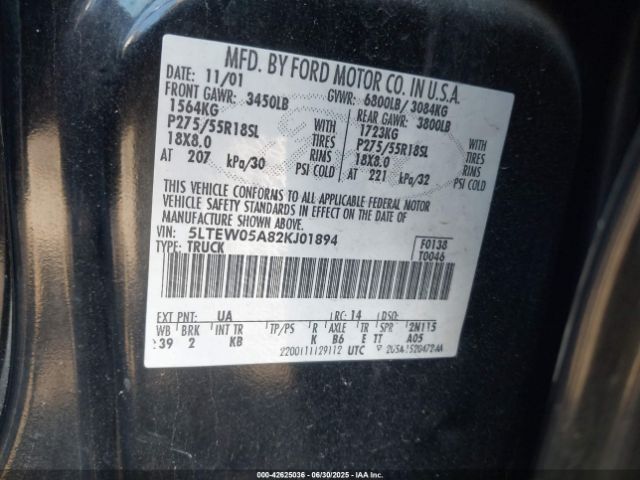 MFD. BY FORD MOTOR CO. IN U.S.A.
DATE: 11/01 GVWR: 6800LB/ 3084KG
FRONT GAWR: 3450LB REAR GAWR: 3800LB
1564KG WITH 1723KG WITH
P275/55R18SL TIRES P275/55R18SL TIRES
18X8.0 RIMS 18X8.0 RIMS
AT 207 kPa/30 PSI COLD AT 221 kPa/32 PSI COLD
THIS VEHICLE CONFORMS TO ALL APPLICABLE FEDERAL MOTOR
VEHICLE SAFETY STANDARDS IN EFFECT ON THE DATE OF
MANUFACTURE SHOWN ABOVE.
VIN: 5LTEW05A82KJ01894
TYPE: TRUCK
F0138
T0046
EXT PNT: UA RC: 14 DSO:
WB BRK INT TR TP/PS R AXLE TR SPR 2N115
139 2 KB K B6 E TT A05
2200111129112 UTC
© 42625036 - 06/30/2025 - IAAI.COM